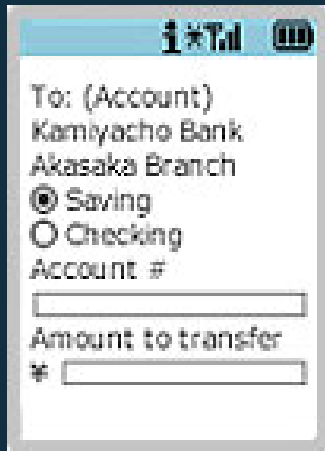 To: (Account)
Kamiyacho Bank
Akasaka Branch
Saving
Checking
Account #
Amount to transfer
¥